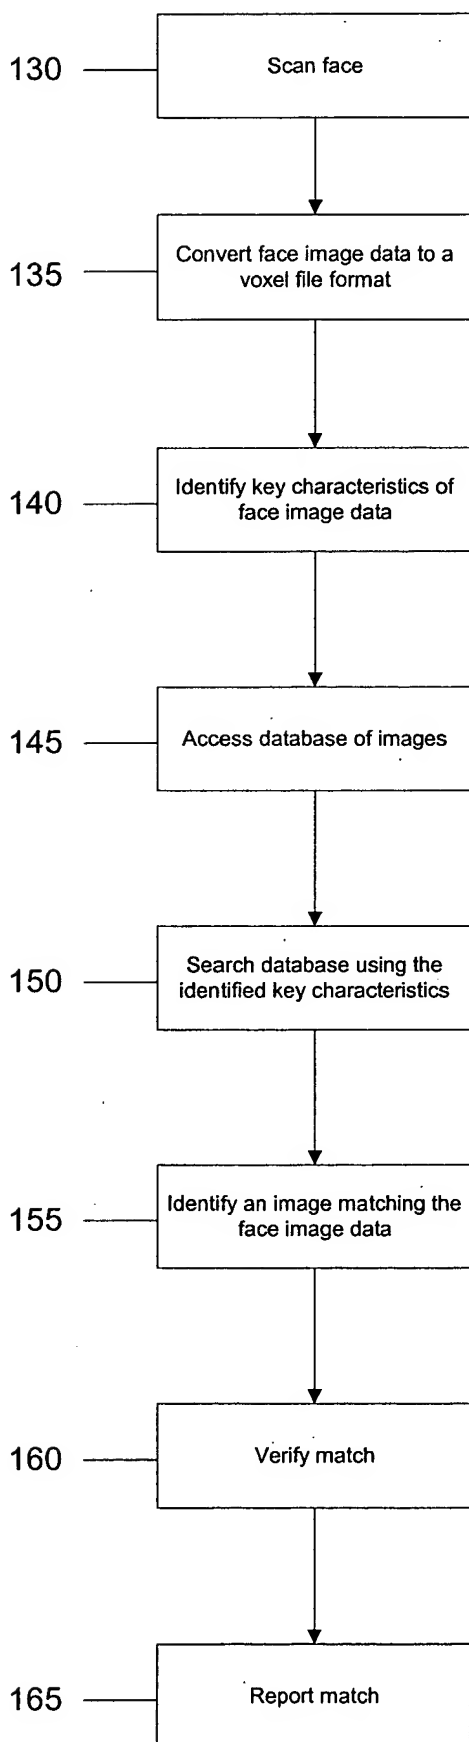 130
Scan face
135
Convert face image data to a
voxel file format
140
Identify key characteristics of
face image data
145
Access database of images
150
Search database using the
identified key characteristics
155
Identify an image matching the
face image data
160
Verify match
165
Report match